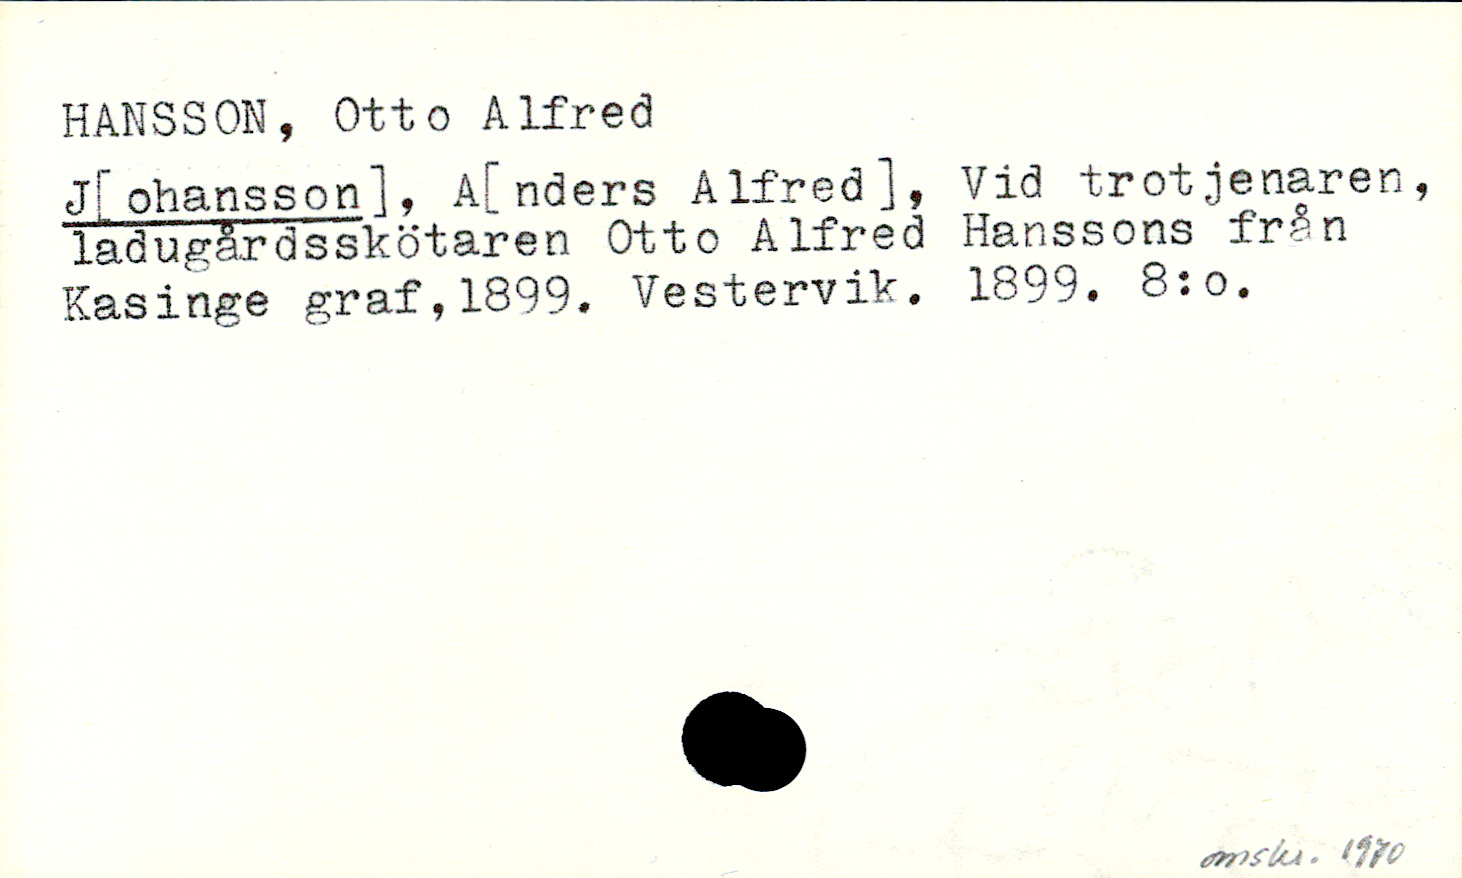 HANSSON, Otto Alfred
J[ohansson], A[nders Alfred], Vid trotjenaren,
ladugårdsskötaren Otto Alfred Hanssons från
Kasinge graf,1899. Vestervik. 1899. 8:o.
omskr. 1970